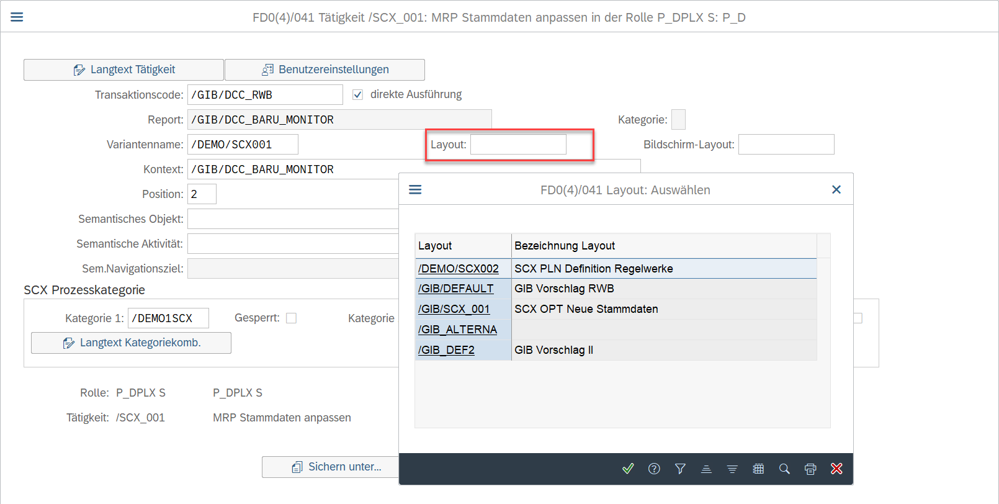 FD0(4)/041 Tätigkeit /SCX_001: MRP Stammdaten anpassen in der Rolle P_DPLX S: P_D
Langtext Tätigkeit Benutzereinstellungen
Transaktionscode: /GIB/DCC_RWB direkte Ausführung
Report: /GIB/DCC_BARU_MONITOR Kategorie:
Variantenname: /DEMO/SCX001 Layout: Bildschirm-Layout:
Kontext: /GIB/DCC_BARU_MONITOR
Position: 2
Semantisches Objekt:
Semantische Aktivität:
Sem.Navigationsziel:
SCX Prozesskategorie
Kategorie 1: /DEMO1SCX Gesperrt: Kategorie
Langtext Kategoriekomb.
Rolle: P_DPLX S P_DPLX S
Tätigkeit: /SCX_001 MRP Stammdaten anpassen
Sichern unter...
FD0(4)/041 Layout: Auswählen
Layout Bezeichnung Layout
/DEMO/SCX002 SCX PLN Definition Regelwerke
/GIB/DEFAULT GIB Vorschlag RWB
/GIB/SCX_001 SCX OPT Neue Stammdaten
/GIB_ALTERNA
/GIB_DEF2 GIB Vorschlag II